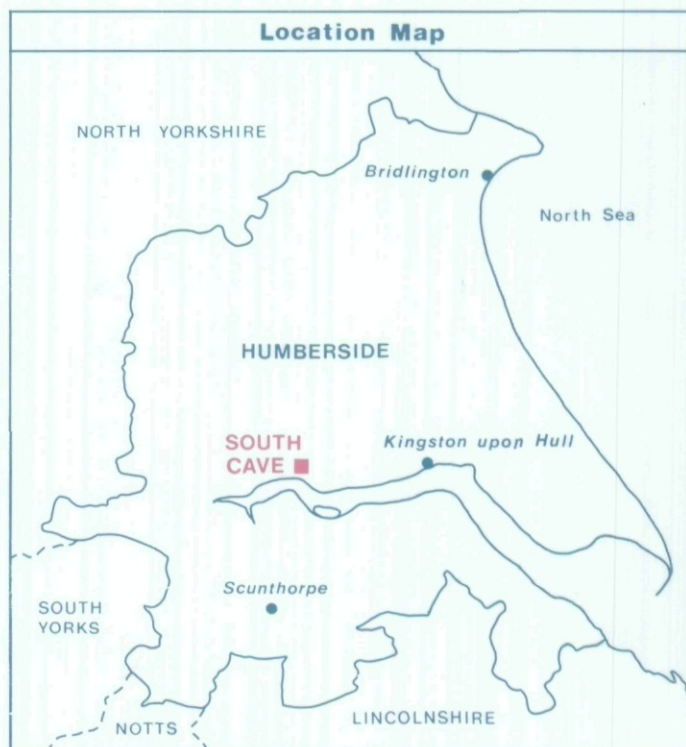 Location Map
NORTH YORKSHIRE
Bridlington
North Sea
HUMBERSIDE
SOUTH
CAVE
Kingston upon Hull
Scunthorpe
SOUTH
YORKS
NOTTS
LINCOLNSHIRE